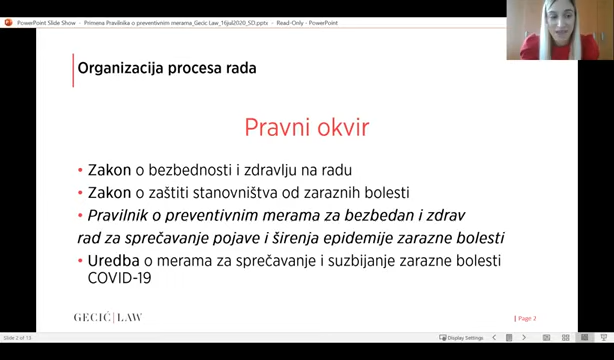 PowerPoint Slide Show - Primena Pravilnika o preventivnim merama_Gecic Law_16jul2020_SD.pptx - Read-Only - PowerPoint
Organizacija procesa rada
Pravni okvir
• Zakon o bezbednosti i zdravlju na radu
• Zakon o zaštiti stanovništva od zaraznih bolesti
• Pravilnik o preventivnim merama za bezbedan i zdrav
rad za sprečavanje pojave i širenja epidemije zarazne bolesti
• Uredba o merama za sprečavanje i suzbijanje zarazne bolesti
COVID-19
GECIĆ|LAW
| Page 2
Slide 2 of 13
Display Settings